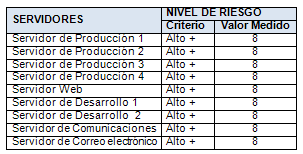 SERVIDORES NIVEL DE RIESGO
Criterio Valor Medido
Servidor de Producción 1 Alto + 8
Servidor de Producción 2 Alto + 8
Servidor de Producción 3 Alto + 8
Servidor de Producción 4 Alto + 8
Servidor Web Alto + 8
Servidor de Desarrollo 1 Alto + 8
Servidor de Desarrollo 2 Alto + 8
Servidor de Comunicaciones Alto + 8
Servidor de Correo electrónico Alto + 8